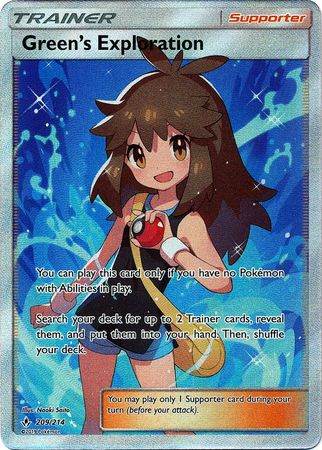 TRAINER Supporter
Green's Exploration
You can play this card only if you have no Pokémon
with Abilities in play.
Search your deck for up to 2 Trainer cards, reveal
them, and put them into your hand. Then, shuffle
your deck.
Illus. Naoki Saito
209/214
©2019 Pokémon
You may play only 1 Supporter card during your
turn (before your attack).